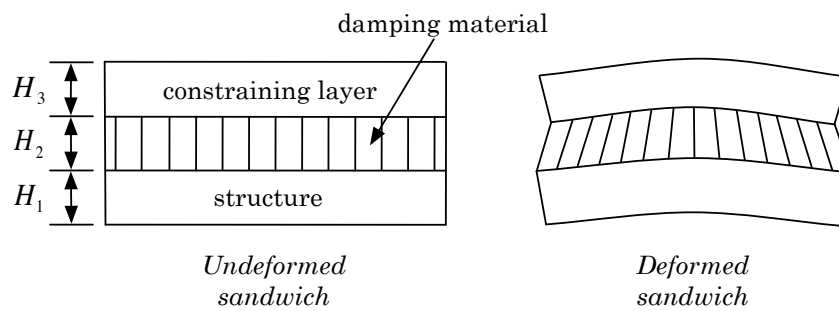 damping material
H3
constraining layer
H2
H1
structure
Undeformed
sandwich
Deformed
sandwich